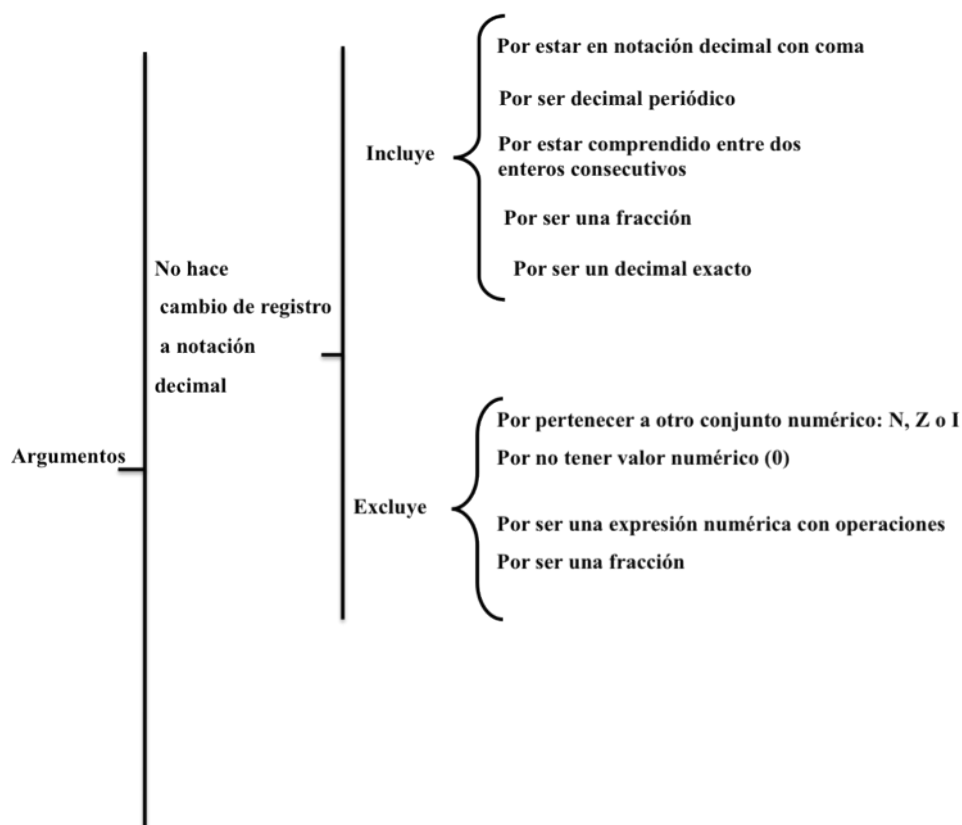 Argumentos
No hace
cambio de registro
a notación
decimal
Incluye
Por estar en notación decimal con coma
Por ser decimal periódico
Por estar comprendido entre dos
enteros consecutivos
Por ser una fracción
Por ser un decimal exacto
Excluye
Por pertenecer a otro conjunto numérico: N, Z o I
Por no tener valor numérico (0)
Por ser una expresión numérica con operaciones
Por ser una fracción